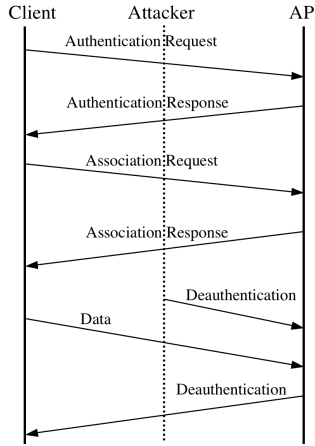 Client Attacker AP
Authentication Request
Authentication Response
Association Request
Association Response
Deauthentication
Data
Deauthentication